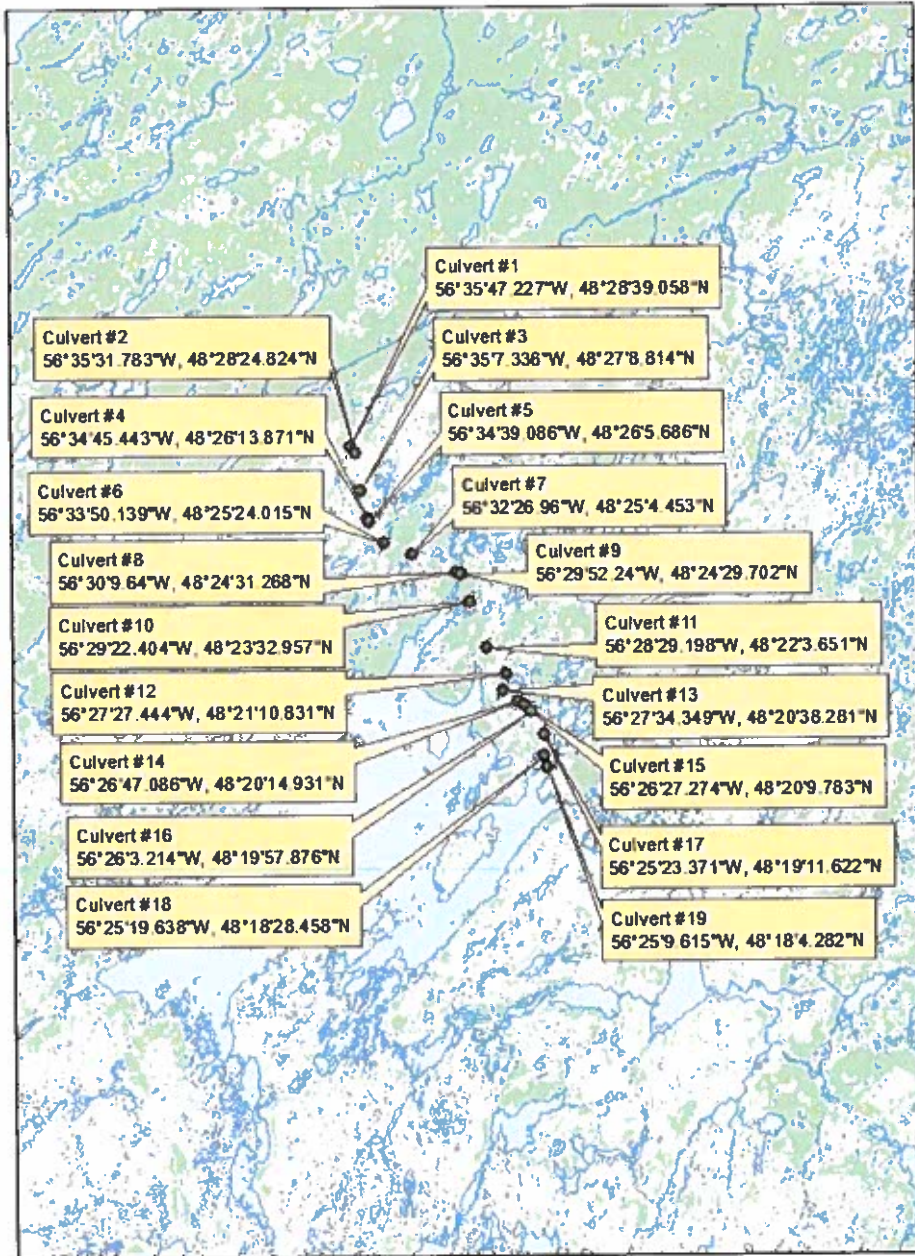 Culvert #1
56°35'47.227"W, 48°28'39.058"N
Culvert #2
56°35'31.783"W, 48°28'24.824"N
Culvert #3
56°35'7.336"W, 48°27'8.814"N
Culvert #4
56°34'45.443"W, 48°26'13.871"N
Culvert #5
56°34'39.086"W, 48°26'5.686"N
Culvert #6
56°33'50.139"W, 48°25'24.015"N
Culvert #7
56°32'26.96"W, 48°25'4.453"N
Culvert #8
56°30'9.64"W, 48°24'31.268"N
Culvert #9
56°29'52.24"W, 48°24'29.702"N
Culvert #10
56°29'22.404"W, 48°23'32.957"N
Culvert #11
56°28'29.198"W, 48°22'3.651"N
Culvert #12
56°27'27.444"W, 48°21'10.831"N
Culvert #13
56°27'34.349"W, 48°20'38.281"N
Culvert #14
56°26'47.086"W, 48°20'14.931"N
Culvert #15
56°26'27.274"W, 48°20'9.783"N
Culvert #16
56°26'3.214"W, 48°19'57.876"N
Culvert #17
56°25'23.371"W, 48°19'11.622"N
Culvert #18
56°25'19.638"W, 48°18'28.458"N
Culvert #19
56°25'9.615"W, 48°18'4.282"N